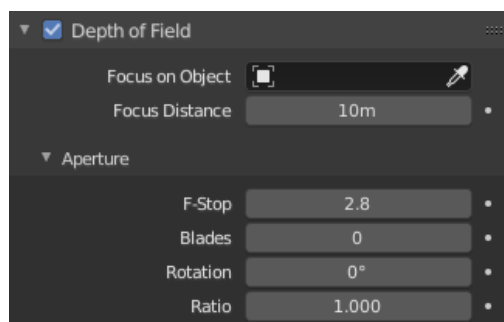 Depth of Field
Focus on Object
Focus Distance 10m
Aperture
F-Stop 2.8
Blades 0
Rotation 0°
Ratio 1.000